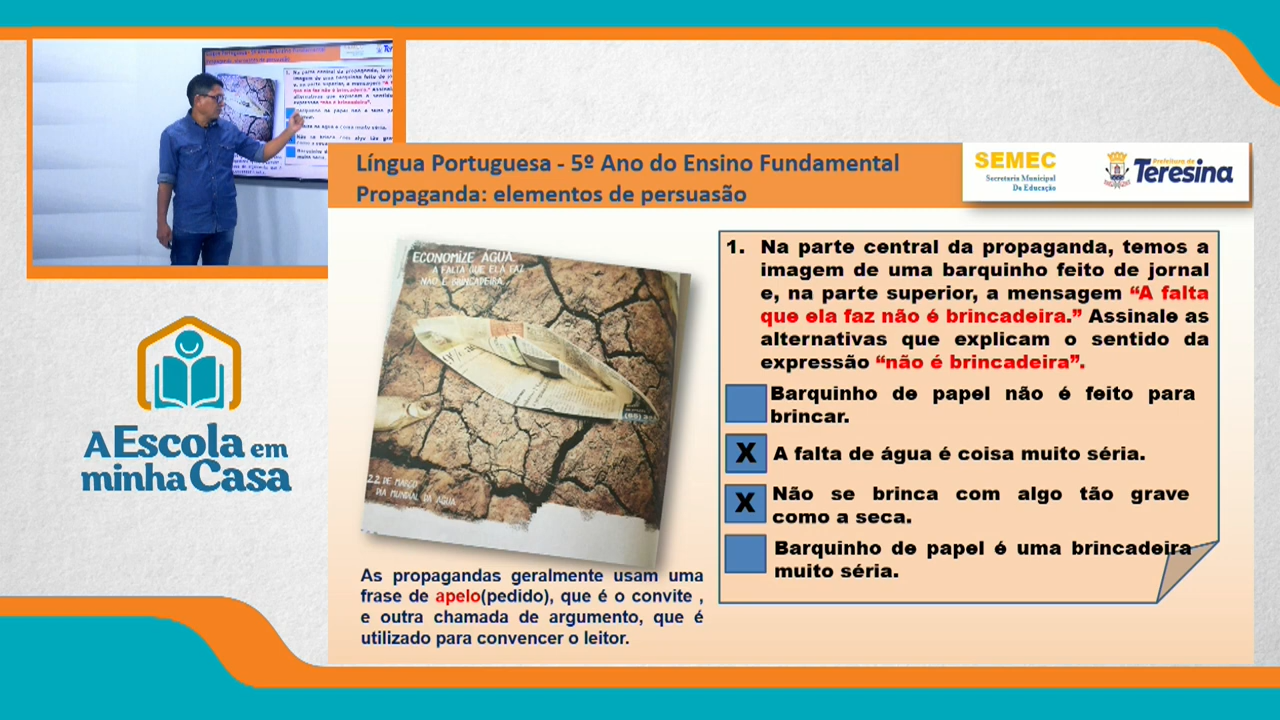 Língua Portuguesa - 5º Ano do Ensino Fundamental
Propaganda: elementos de persuasão
SEMEC
Secretaria Municipal
De Educação
Prefeitura de
Teresina
ECONOMIZE ÁGUA.
A FALTA QUE ELA FAZ
NÃO É BRINCADEIRA.
22 DE MARÇO
DIA MUNDIAL DA ÁGUA
As propagandas geralmente usam uma
frase de apelo(pedido), que é o convite ,
e outra chamada de argumento, que é
utilizado para convencer o leitor.
1. Na parte central da propaganda, temos a
imagem de uma barquinho feito de jornal
e, na parte superior, a mensagem “A falta
que ela faz não é brincadeira.” Assinale as
alternativas que explicam o sentido da
expressão “não é brincadeira”.
Barquinho de papel não é feito para
brincar.
X A falta de água é coisa muito séria.
X Não se brinca com algo tão grave
como a seca.
Barquinho de papel é uma brincadeira
muito séria.
A Escola em
minha Casa